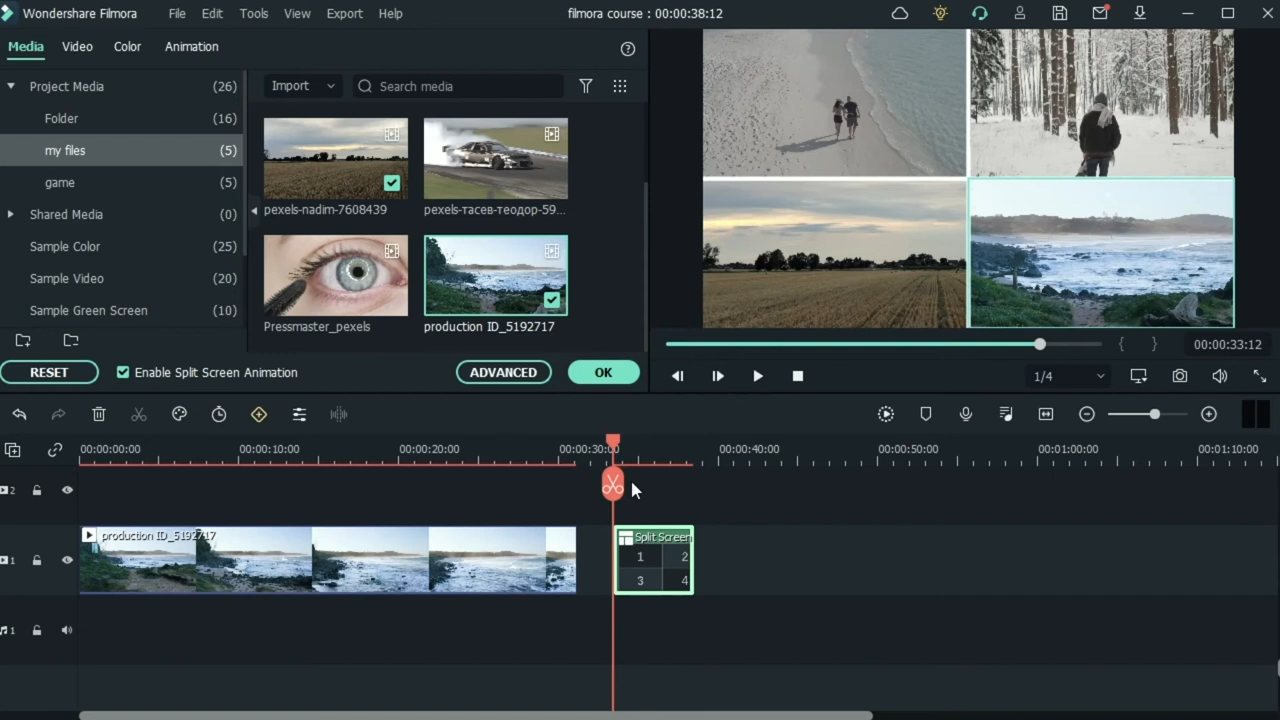 Wondershare Filmora File Edit Tools View Export Help filmora course : 00:00:38:12
Media Video Color Animation
Import Search media
Project Media (26)
Folder (16)
my files (5)
game (5)
Shared Media (0)
Sample Color (25)
Sample Video (20)
Sample Green Screen (10)
pexels-nadim-7608439 pexels-тасев-теодор-59...
Pressmaster_pexels production ID_5192717
{ } 00:00:33:12
RESET Enable Split Screen Animation ADVANCED OK
1/4
00:00:00:00 00:00:10:00 00:00:20:00 00:00:30:00 00:00:40:00 00:00:50:00 00:01:00:00 00:01:10:00
2
production ID_5192717 Split Screen
1 2
1
3 4
1